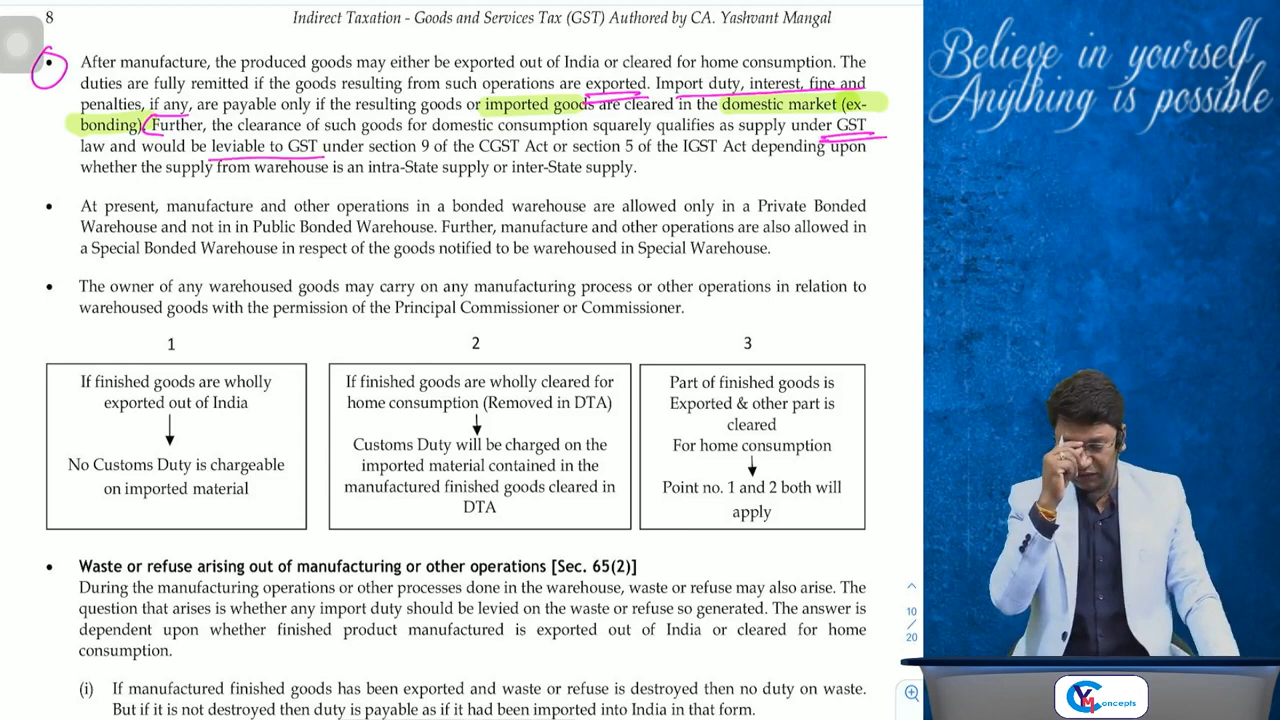 8
Indirect Taxation - Goods and Services Tax (GST) Authored by CA. Yashvant Mangal
• After manufacture, the produced goods may either be exported out of India or cleared for home consumption. The
duties are fully remitted if the goods resulting from such operations are exported. Import duty, interest, fine and
penalties, if any, are payable only if the resulting goods or imported goods are cleared in the domestic market (ex-
bonding). Further, the clearance of such goods for domestic consumption squarely qualifies as supply under GST
law and would be leviable to GST under section 9 of the CGST Act or section 5 of the IGST Act depending upon
whether the supply from warehouse is an intra-State supply or inter-State supply.
• At present, manufacture and other operations in a bonded warehouse are allowed only in a Private Bonded
Warehouse and not in in Public Bonded Warehouse. Further, manufacture and other operations are also allowed in
a Special Bonded Warehouse in respect of the goods notified to be warehoused in Special Warehouse.
• The owner of any warehoused goods may carry on any manufacturing process or other operations in relation to
warehoused goods with the permission of the Principal Commissioner or Commissioner.
1
If finished goods are wholly
exported out of India
No Customs Duty is chargeable
on imported material
2
If finished goods are wholly cleared for
home consumption (Removed in DTA)
Customs Duty will be charged on the
imported material contained in the
manufactured finished goods cleared in
DTA
3
Part of finished goods is
Exported & other part is
cleared
For home consumption
Point no. 1 and 2 both will
apply
• Waste or refuse arising out of manufacturing or other operations [Sec. 65(2)]
During the manufacturing operations or other processes done in the warehouse, waste or refuse may also arise. The
question that arises is whether any import duty should be levied on the waste or refuse so generated. The answer is
dependent upon whether finished product manufactured is exported out of India or cleared for home
consumption.
(i) If manufactured finished goods has been exported and waste or refuse is destroyed then no duty on waste.
But if it is not destroyed then duty is payable as if it had been imported into India in that form.
10
/
20
Believe in yourself
Anything is possible
YM Concepts